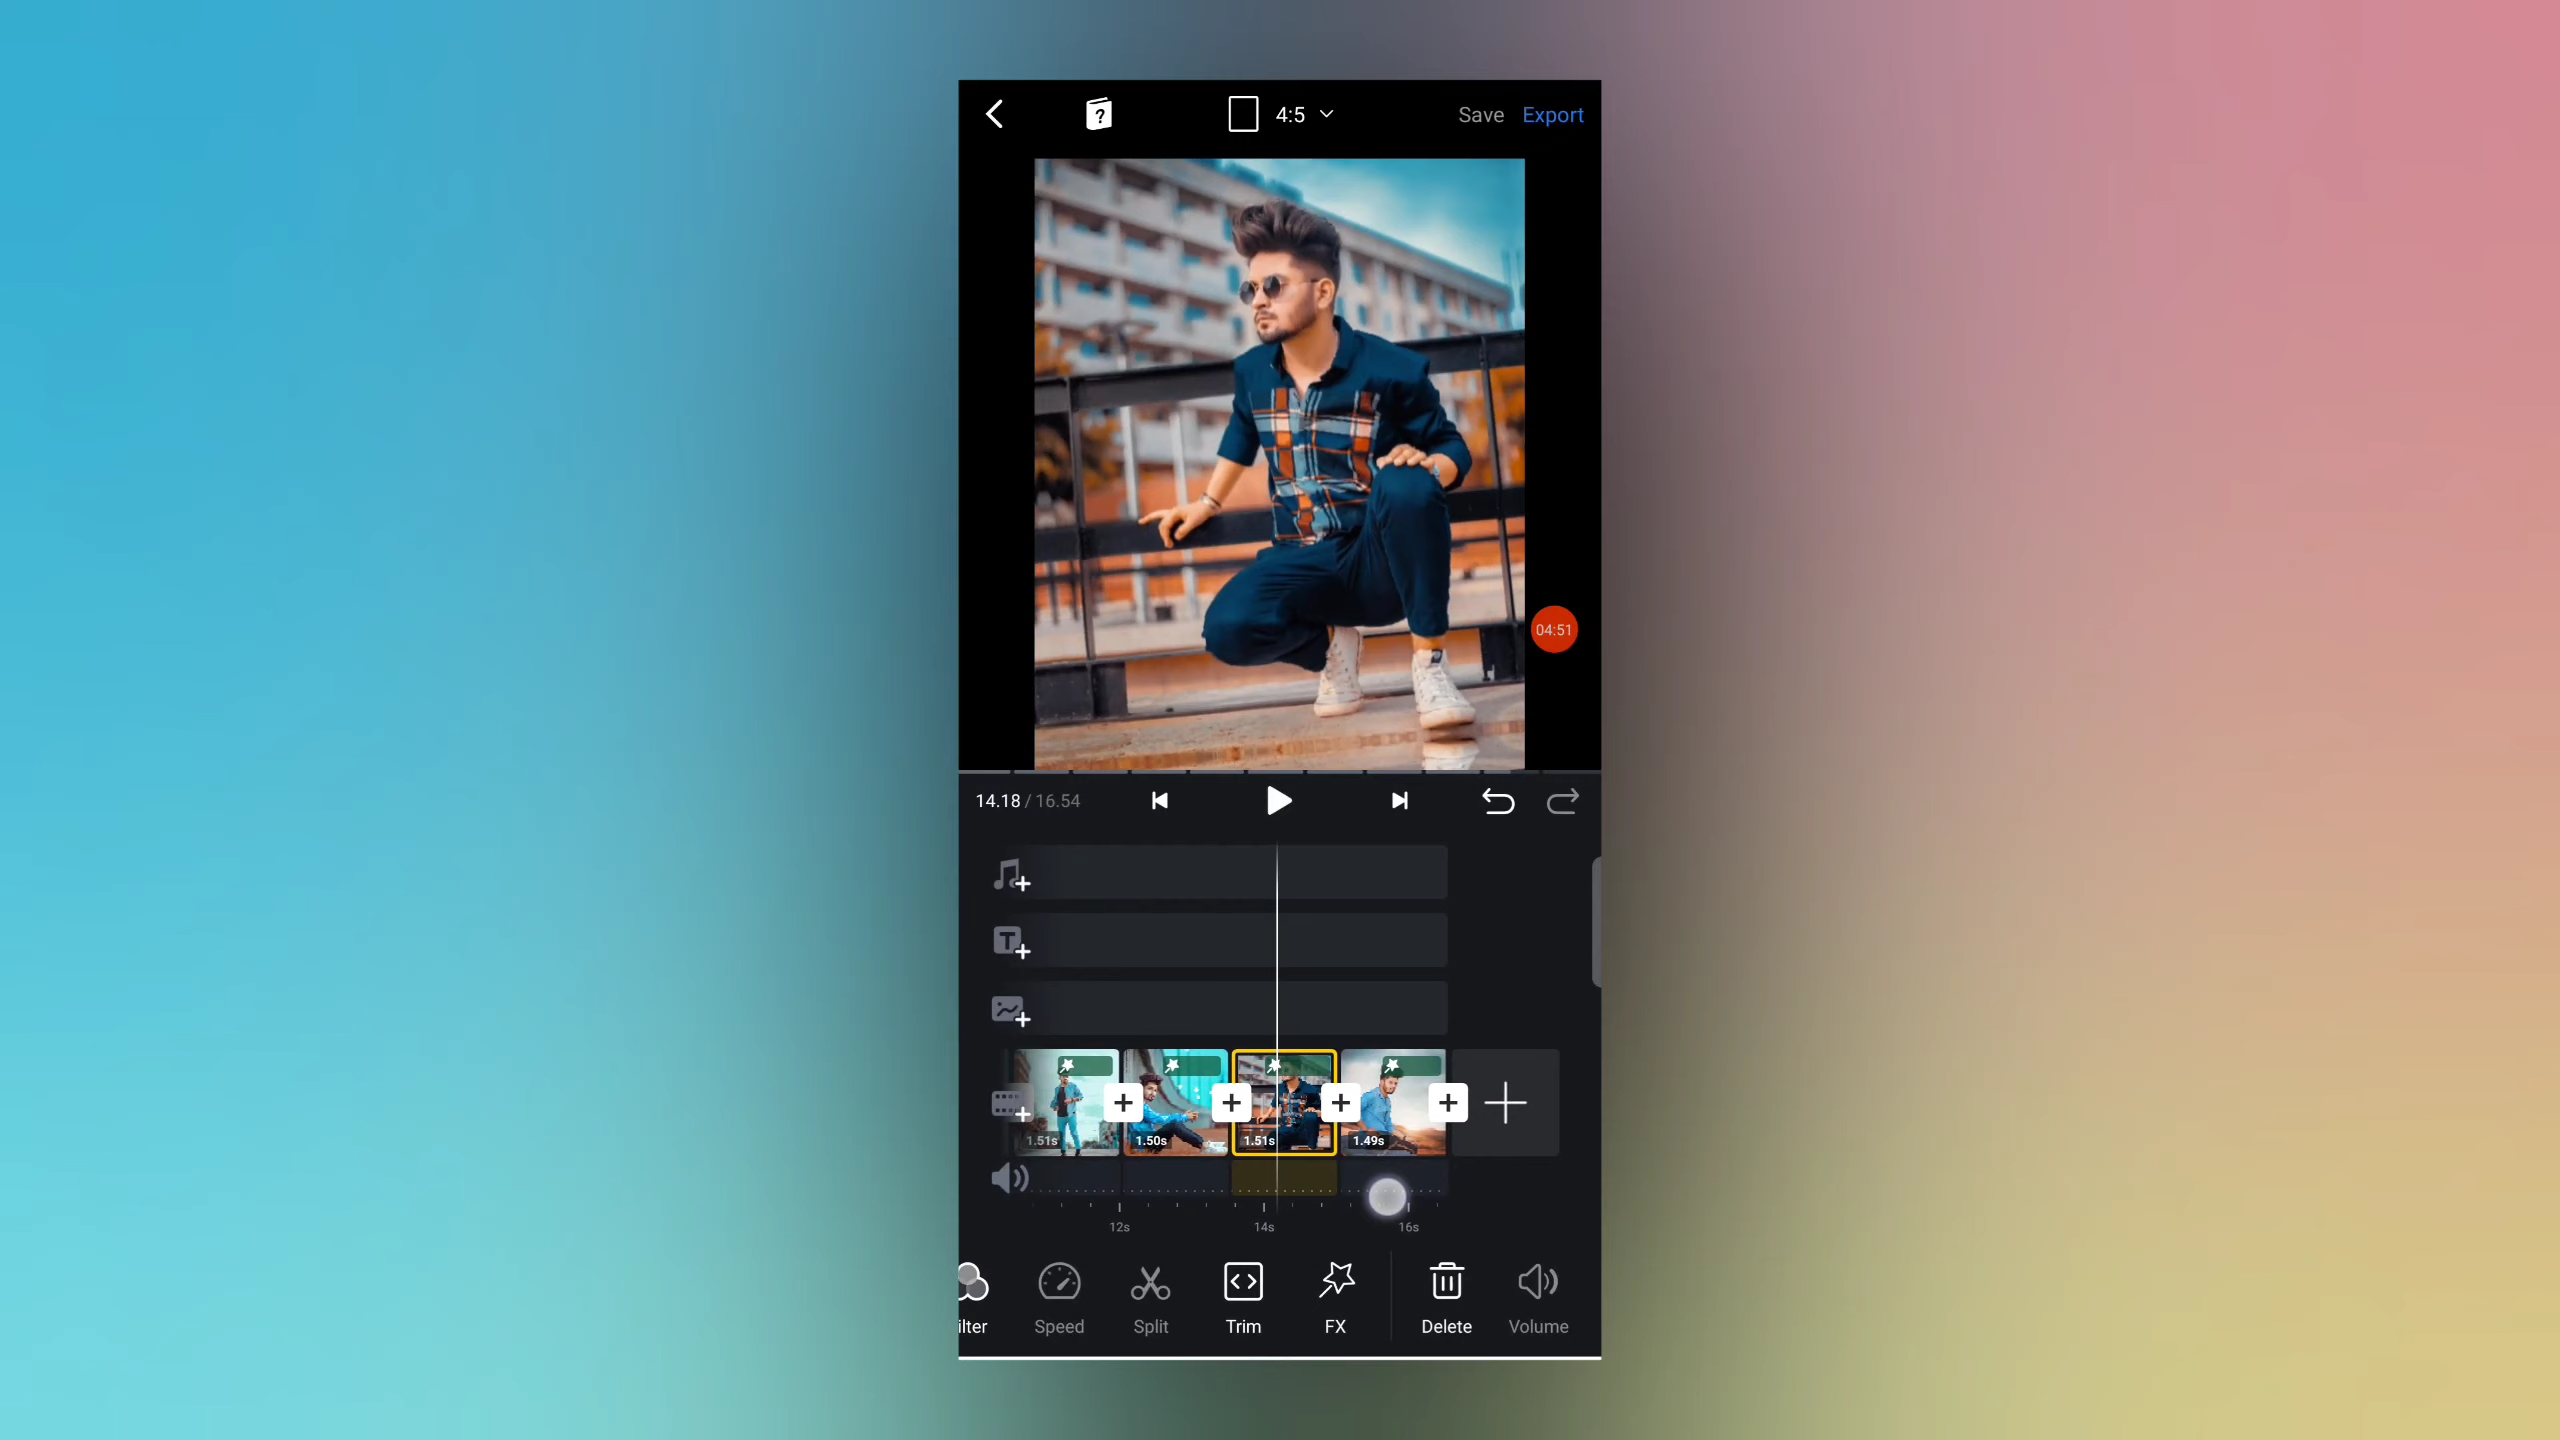 4:5 Save Export
04:51
14.18 / 16.54
T
1.51s 1.50s 1.51s 1.49s
12s 14s 16s
ilter Speed Split Trim FX Delete Volume